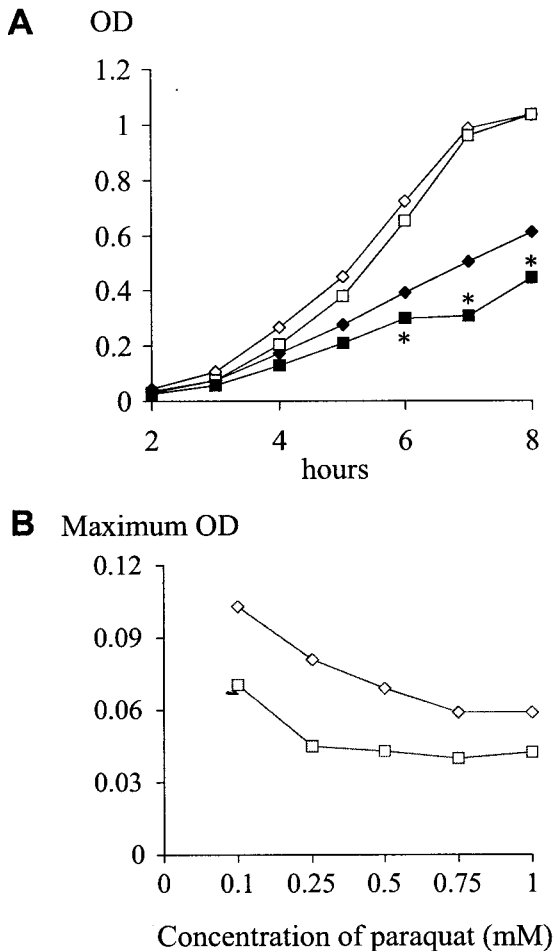 A OD
1.2
1
0.8
0.6
0.4
0.2
0
* * *
2 4 6 8
hours
B Maximum OD
0.12
0.09
0.06
0.03
0
0 0.1 0.25 0.5 0.75 1
Concentration of paraquat (mM)